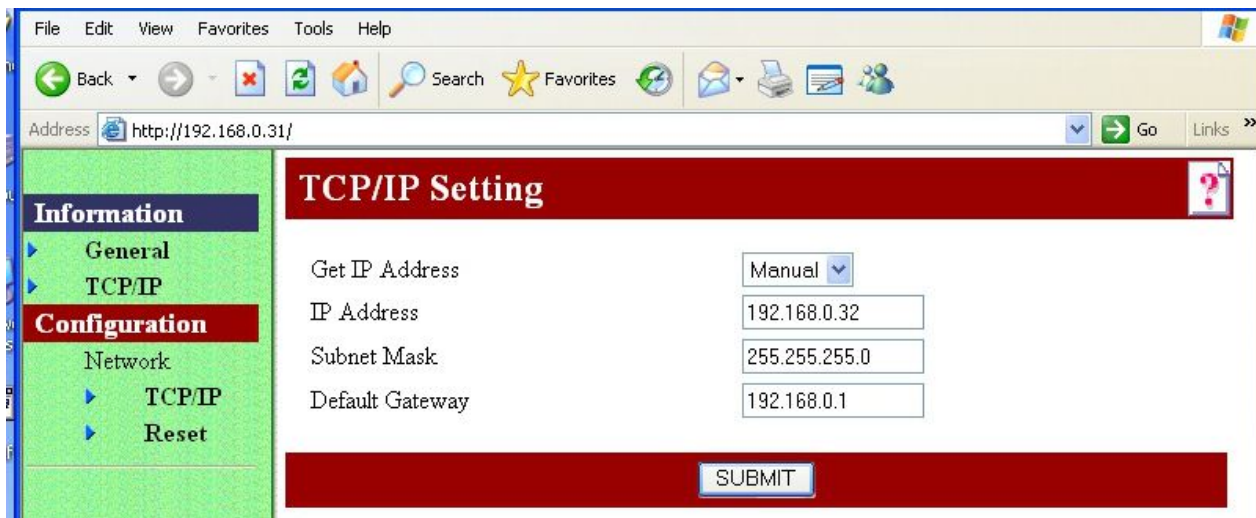 File Edit View Favorites Tools Help
Back Search Favorites
Address http://192.168.0.31/ Go Links »
TCP/IP Setting
Information
General
TCP/IP
Configuration
Network
TCP/IP
Reset
Get IP Address Manual
IP Address 192.168.0.32
Subnet Mask 255.255.255.0
Default Gateway 192.168.0.1
SUBMIT